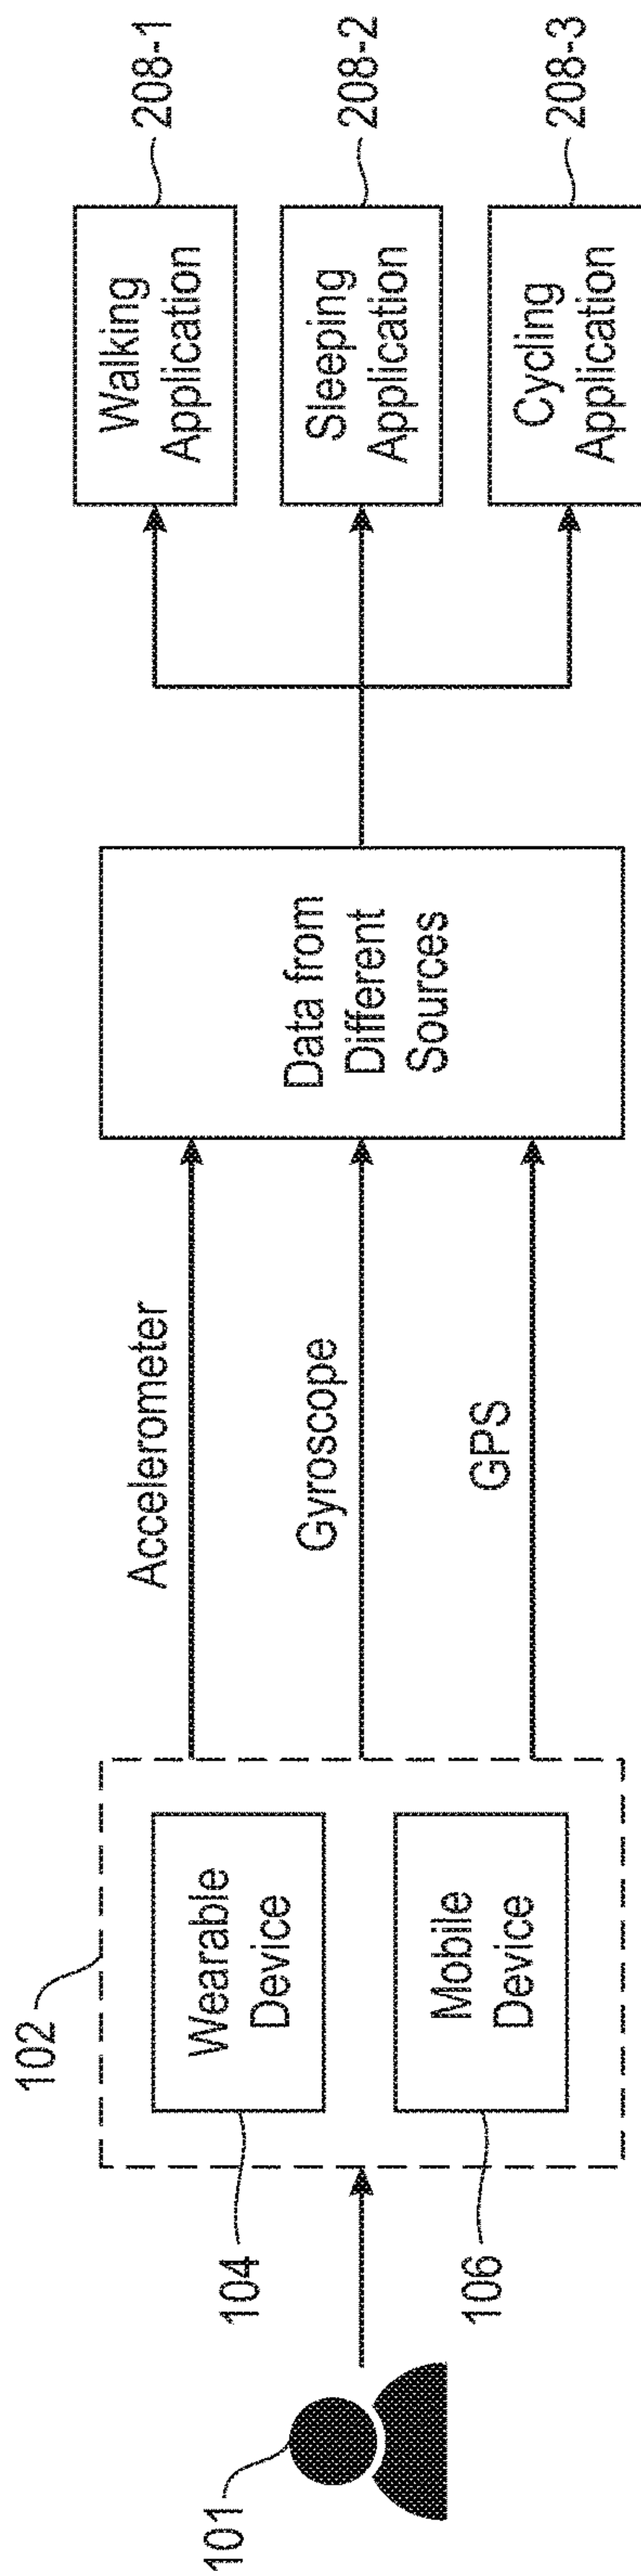 101
102
104
Wearable
Device
106
Mobile
Device
Accelerometer
Gyroscope
GPS
Data from
Different
Sources
Walking
Application
208-1
Sleeping
Application
208-2
Cycling
Application
208-3